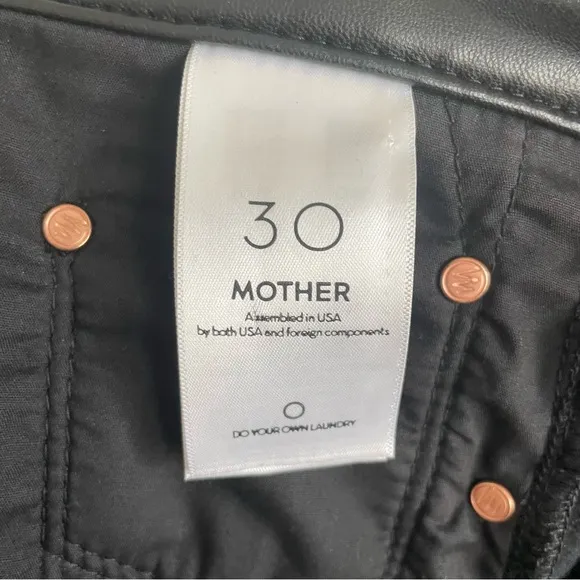 30
MOTHER
Assembled in USA
by both USA and foreign components
DO YOUR OWN LAUNDRY